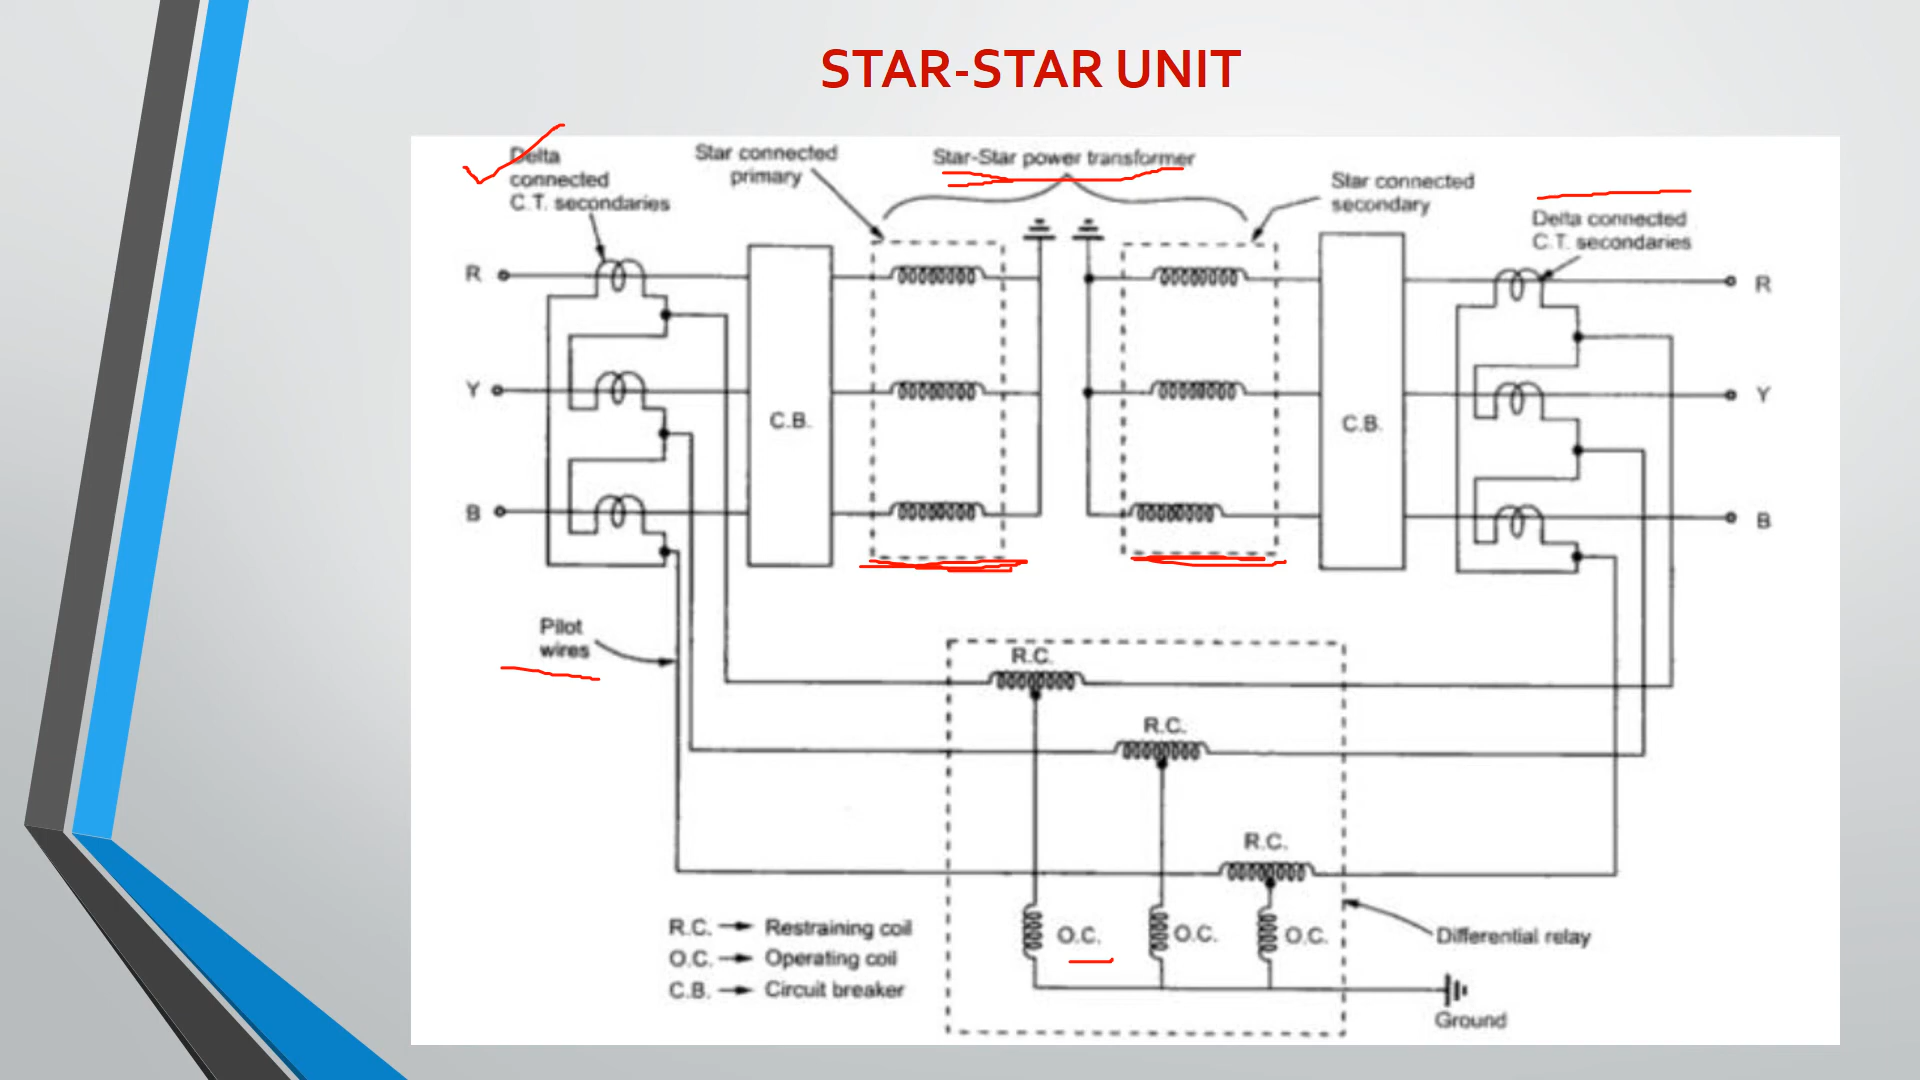 STAR-STAR UNIT
Delta
connected
C.T. secondaries
Star connected
primary
Star-Star power transformer
Star connected
secondary
Delta connected
C.T. secondaries
R
R
Y
Y
C.B.
C.B.
B
B
Pilot
wires
R.C.
R.C.
R.C.
R.C. → Restraining coil
O.C. → Operating coil
C.B. → Circuit breaker
O.C.
O.C.
O.C.
Differential relay
Ground